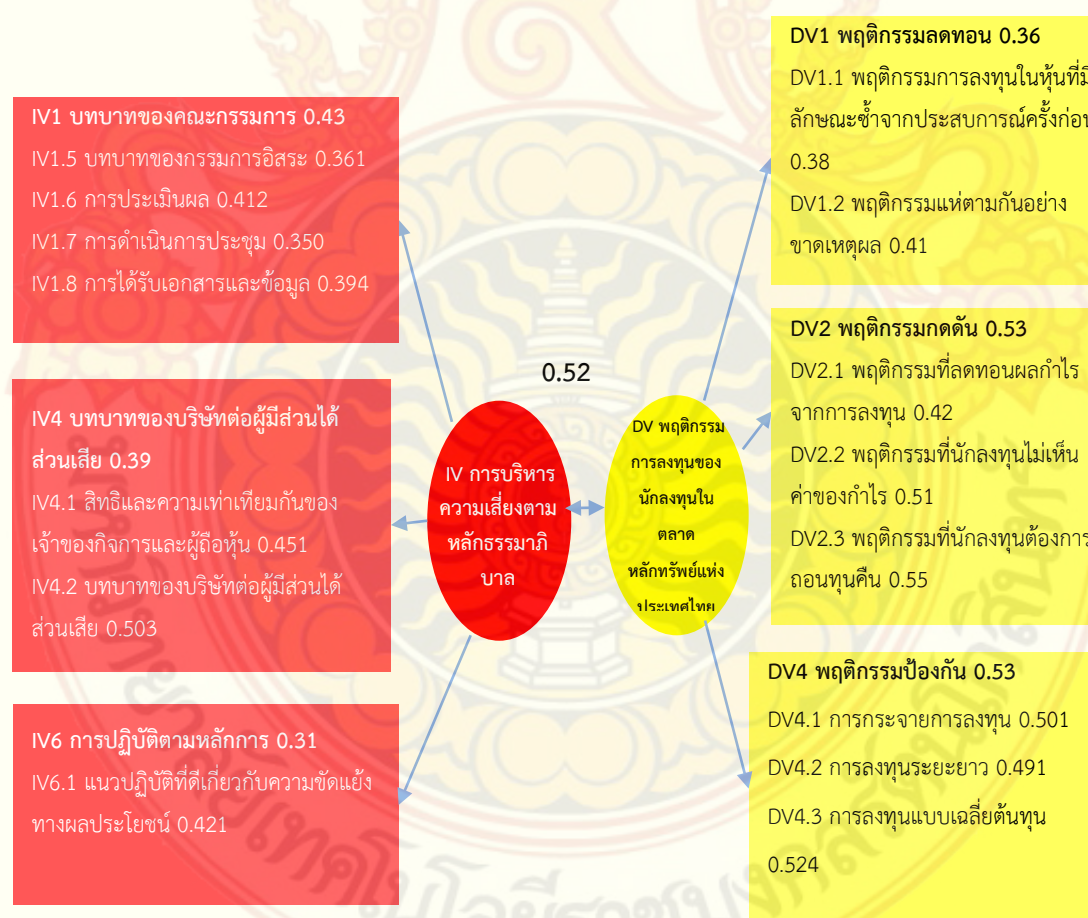 IV1 บทบาทของคณะกรรมการ 0.43
IV1.5 บทบาทของกรรมการอิสระ 0.361
IV1.6 การประเมินผล 0.412
IV1.7 การดำเนินการประชุม 0.350
IV1.8 การได้รับเอกสารและข้อมูล 0.394
IV4 บทบาทของบริษัทต่อผู้มีส่วนได้
ส่วนเสีย 0.39
IV4.1 สิทธิและความเท่าเทียมกันของ
เจ้าของกิจการและผู้ถือหุ้น 0.451
IV4.2 บทบาทของบริษัทต่อผู้มีส่วนได้
ส่วนเสีย 0.503
IV6 การปฏิบัติตามหลักการ 0.31
IV6.1 แนวปฏิบัติที่ดีเกี่ยวกับความขัดแย้ง
ทางผลประโยชน์ 0.421
0.52
IV การบริหาร
ความเสี่ยงตาม
หลักธรรมาภิ
บาล
DV พฤติกรรม
การลงทุนของ
นักลงทุนใน
ตลาด
หลักทรัพย์แห่ง
ประเทศไทย
DV1 พฤติกรรมลดทอน 0.36
DV1.1 พฤติกรรมการลงทุนในหุ้นที่มี
ลักษณะซ้ำจากประสบการณ์ครั้งก่อน
0.38
DV1.2 พฤติกรรมแห่ตามกันอย่าง
ขาดเหตุผล 0.41
DV2 พฤติกรรมกดดัน 0.53
DV2.1 พฤติกรรมที่ลดทอนผลกำไร
จากการลงทุน 0.42
DV2.2 พฤติกรรมที่นักลงทุนไม่เห็น
ค่าของกำไร 0.51
DV2.3 พฤติกรรมที่นักลงทุนต้องการ
ถอนทุนคืน 0.55
DV4 พฤติกรรมป้องกัน 0.53
DV4.1 การกระจายการลงทุน 0.501
DV4.2 การลงทุนระยะยาว 0.491
DV4.3 การลงทุนแบบเฉลี่ยต้นทุน
0.524